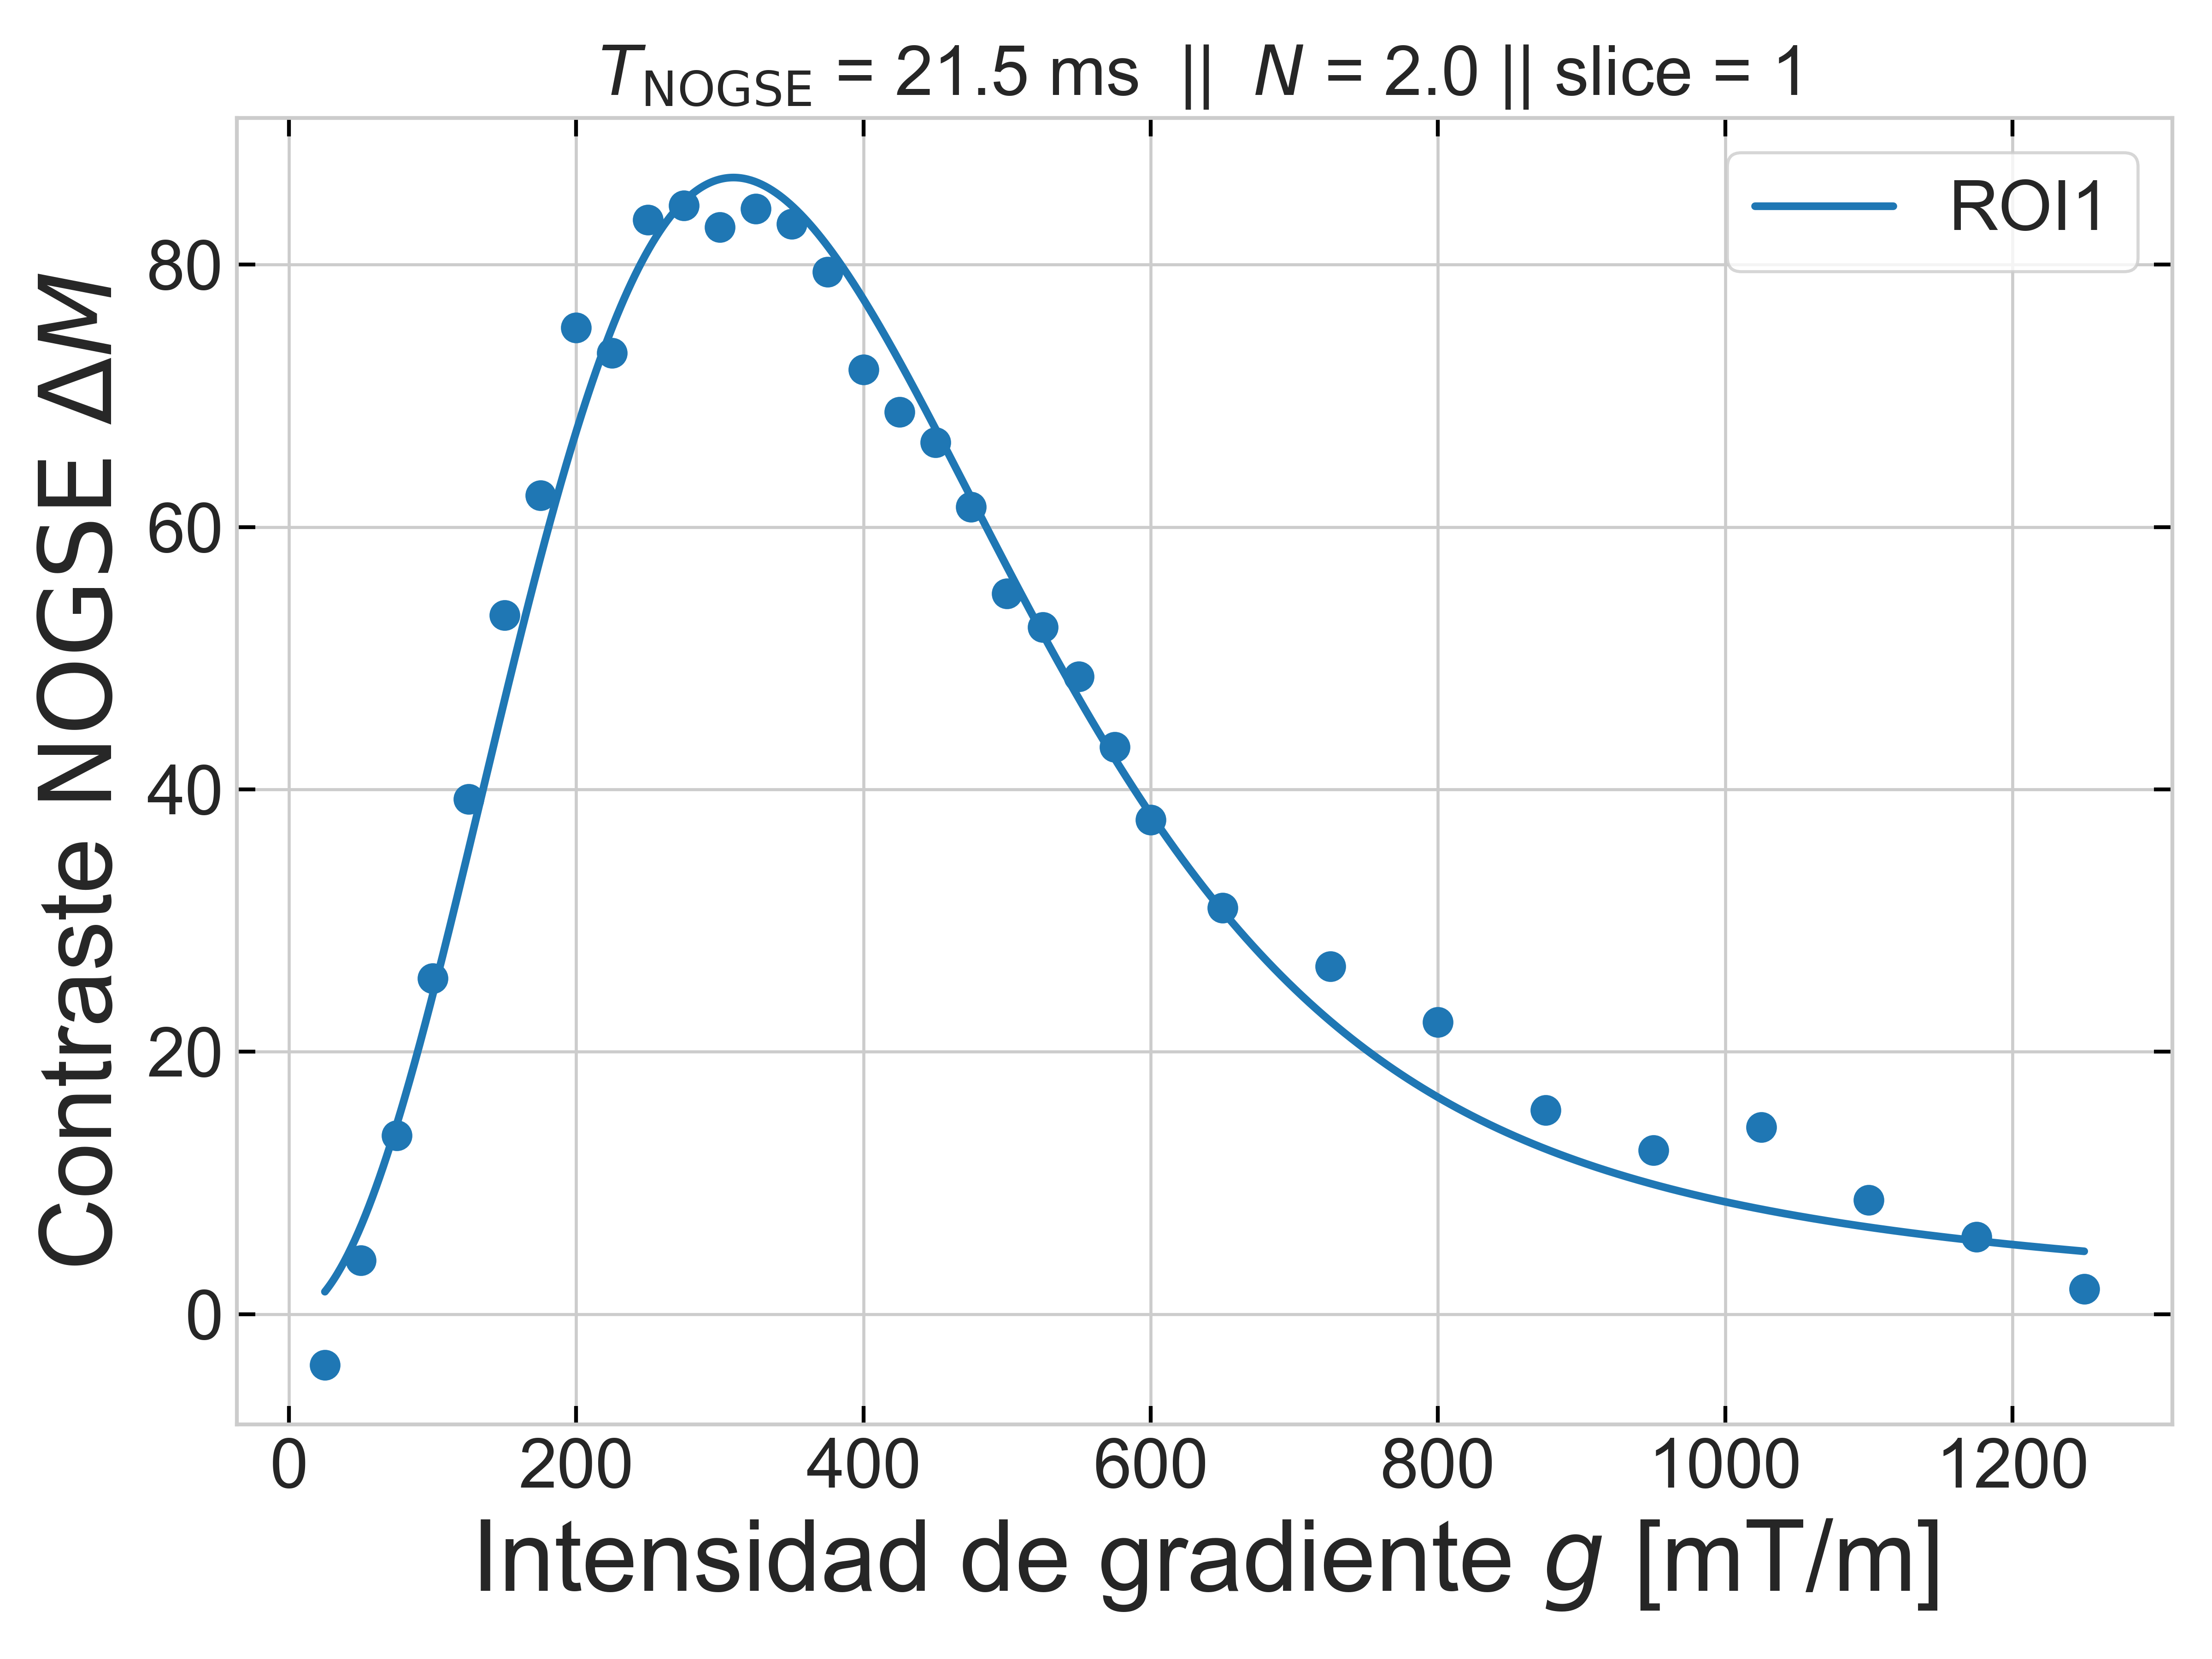 T_NOGSE = 21.5 ms || N = 2.0 || slice = 1
ROI1
Contraste NOGSE ΔM
80
60
40
20
0
0 200 400 600 800 1000 1200
Intensidad de gradiente g [mT/m]